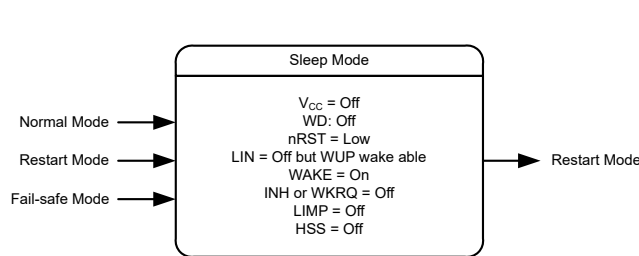 Sleep Mode
V_CC = Off
WD: Off
Normal Mode
nRST = Low
Restart Mode
LIN = Off but WUP wake able
Restart Mode
WAKE = On
Fail-safe Mode
INH or WKRQ = Off
LIMP = Off
HSS = Off